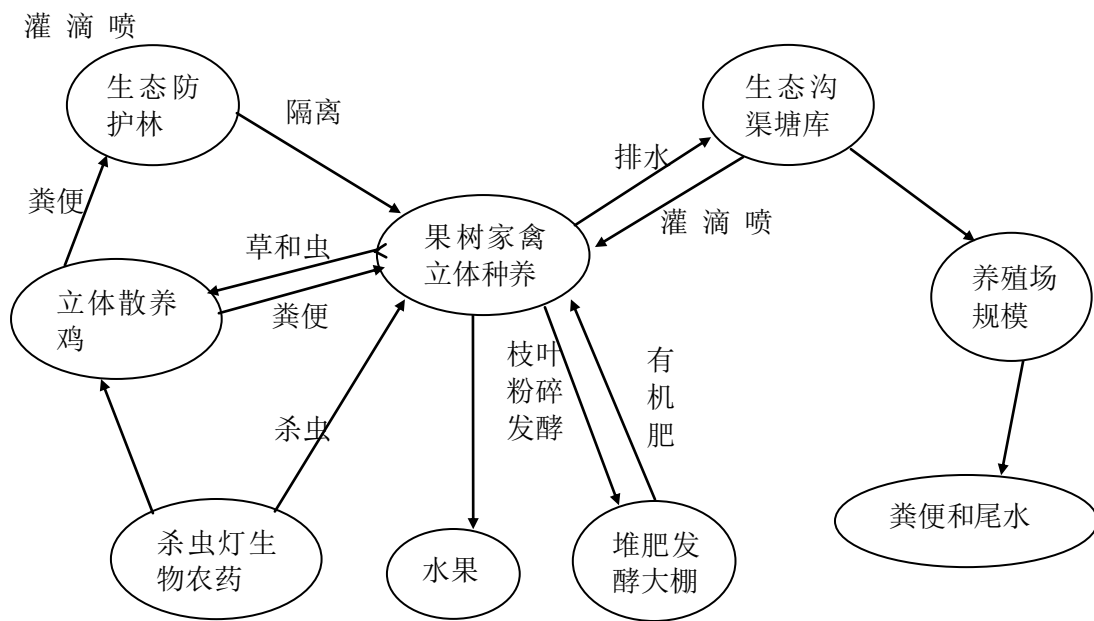 灌 滴 喷
生态防
护林
隔离
生态沟
渠塘库
排水
粪便
灌 滴 喷
草和虫
果树家禽
立体种养
养殖场
规模
立体散养
鸡
粪便
枝叶
粉碎
发酵
有
机
肥
杀虫
杀虫灯生
物农药
水果
堆肥发
酵大棚
粪便和尾水